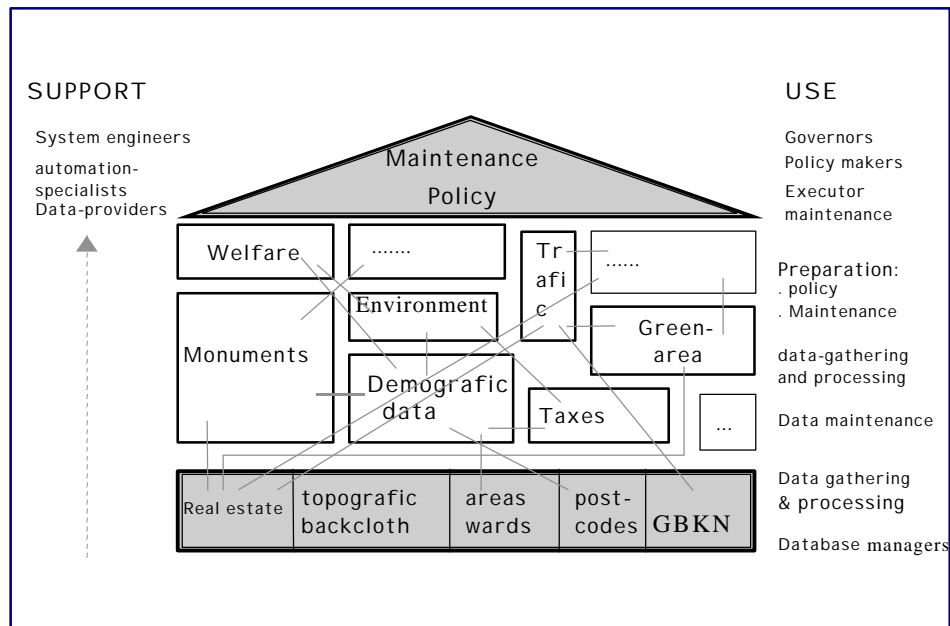 SUPPORT
System engineers
automation-
specialists
Data-providers
USE
Governors
Policy makers
Executor
maintenance
Preparation:
. policy
. Maintenance
data-gathering
and processing
Data maintenance
Data gathering
& processing
Database managers
Maintenance
Policy
Welfare
.......
Tr
afi
c
......
Environment
Monuments
Green-
area
Demografic
data
Taxes
...
Real estate
topografic
backcloth
areas
wards
post-
codes
GBKN